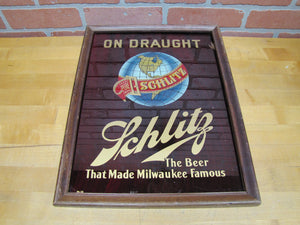 ON DRAUGHT
SCHLITZ
Schlitz
The Beer
That Made Milwaukee Famous